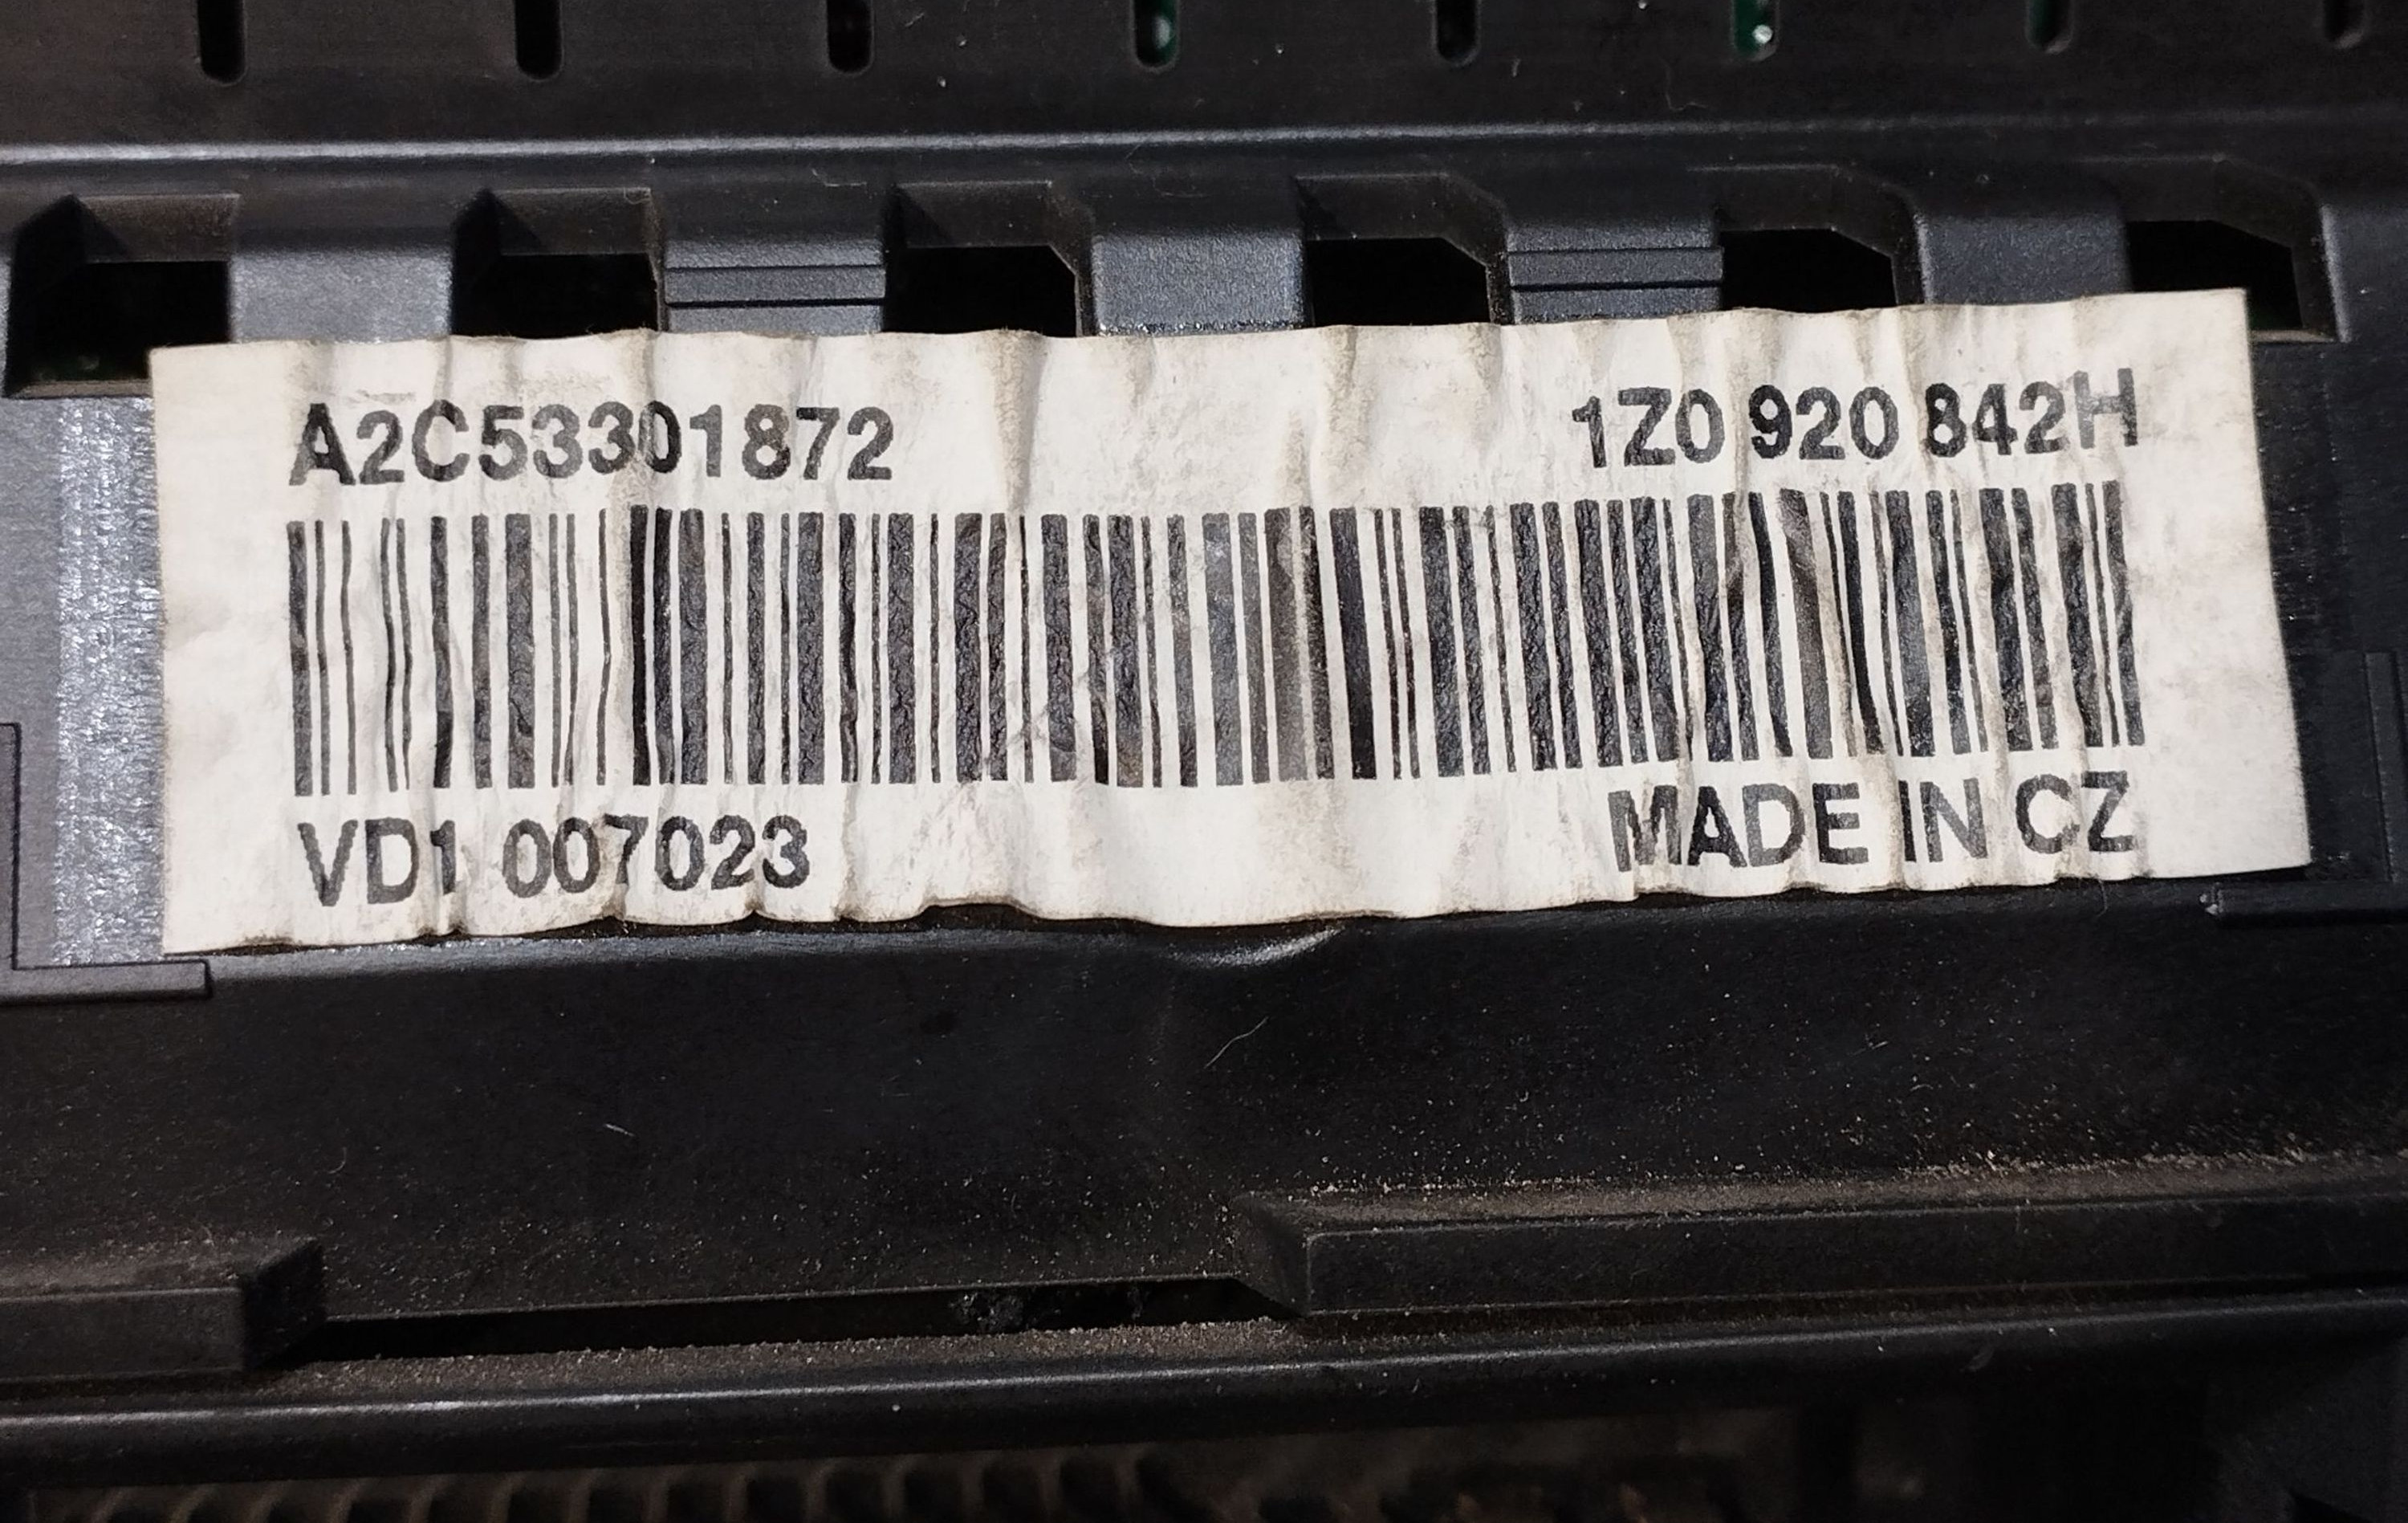 A2C53301872 1Z0 920 842H
VD1 007023 MADE IN CZ